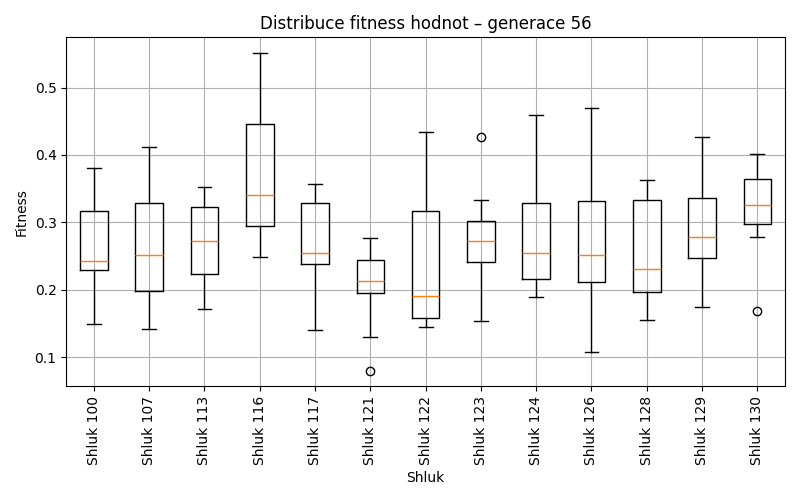 Distribuce fitness hodnot – generace 56
Fitness
0.5
0.4
0.3
0.2
0.1
Shluk 100
Shluk 107
Shluk 113
Shluk 116
Shluk 117
Shluk 121
Shluk 122
Shluk 123
Shluk 124
Shluk 126
Shluk 128
Shluk 129
Shluk 130
Shluk